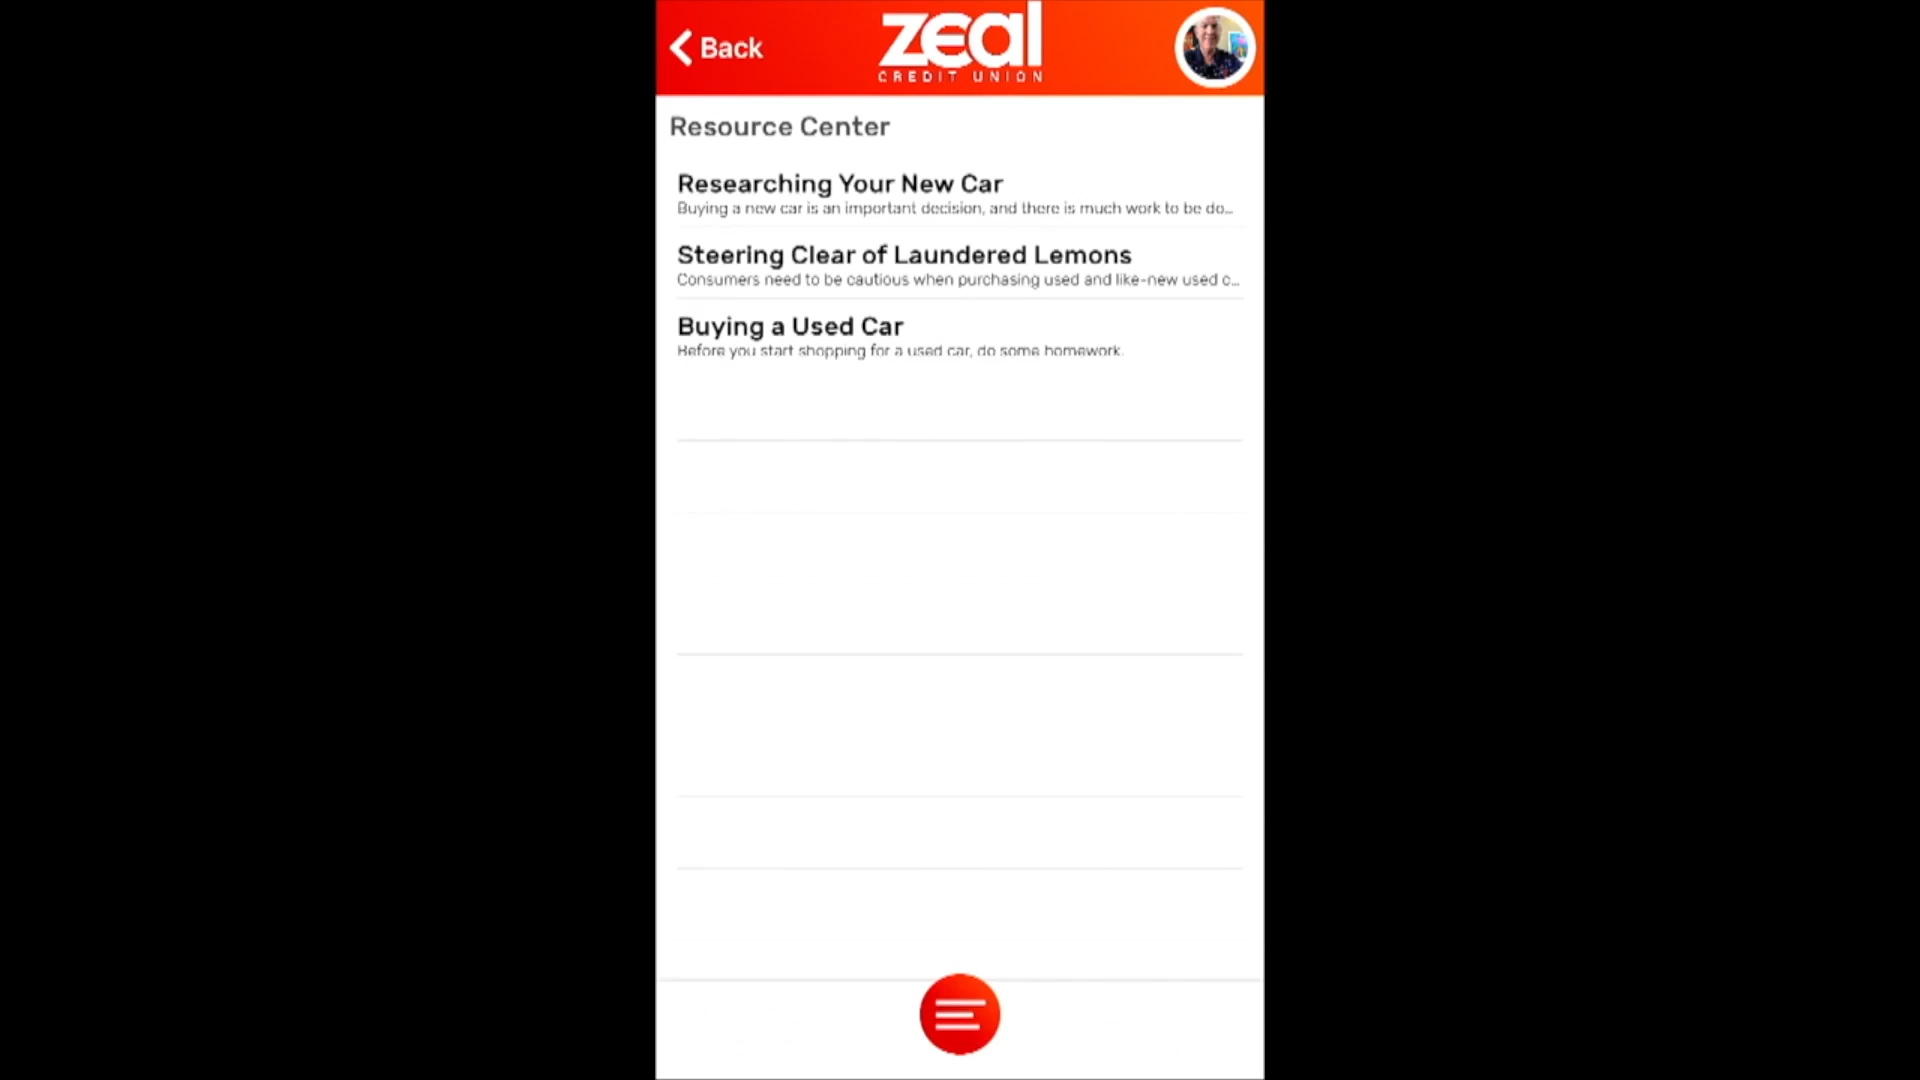 Back
zeal
CREDIT UNION
Resource Center
Researching Your New Car
Buying a new car is an important decision, and there is much work to be do...
Steering Clear of Laundered Lemons
Consumers need to be cautious when purchasing used and like-new used c...
Buying a Used Car
Before you start shopping for a used car, do some homework.